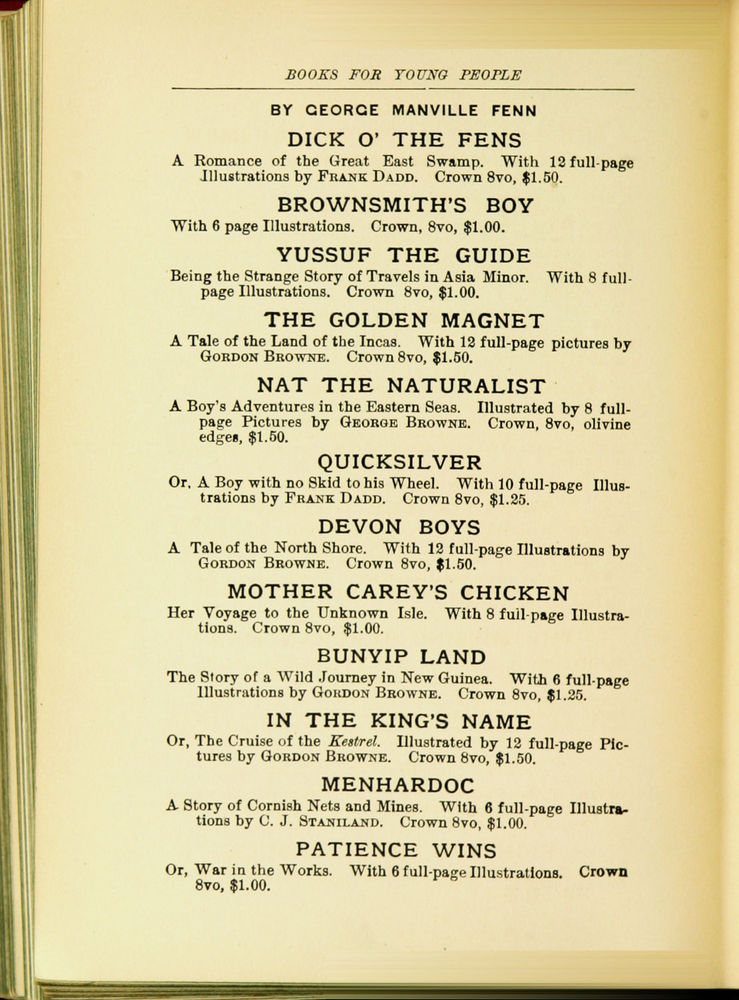 BOOKS FOR YOUNG PEOPLE
BY GEORGE MANVILLE FENN
DICK O' THE FENS
A Romance of the Great East Swamp. With 12 full-page
Illustrations by FRANK DADD. Crown 8vo, $1.50.
BROWNSMITH'S BOY
With 6 page Illustrations. Crown, 8vo, $1.00.
YUSSUF THE GUIDE
Being the Strange Story of Travels in Asia Minor. With 8 full-
page Illustrations. Crown 8vo, $1.00.
THE GOLDEN MAGNET
A Tale of the Land of the Incas. With 12 full-page pictures by
GORDON BROWNE. Crown 8vo, $1.50.
NAT THE NATURALIST
A Boy's Adventures in the Eastern Seas. Illustrated by 8 full-
page Pictures by GEORGE BROWNE. Crown, 8vo, olivine
edges, $1.50.
QUICKSILVER
Or, A Boy with no Skid to his Wheel. With 10 full-page Illus-
trations by FRANK DADD. Crown 8vo, $1.25.
DEVON BOYS
A Tale of the North Shore. With 12 full-page Illustrations by
GORDON BROWNE. Crown 8vo, $1.50.
MOTHER CAREY'S CHICKEN
Her Voyage to the Unknown Isle. With 8 full-page Illustra-
tions. Crown 8vo, $1.00.
BUNYIP LAND
The Story of a Wild Journey in New Guinea. With 6 full-page
Illustrations by GORDON BROWNE. Crown 8vo, $1.25.
IN THE KING'S NAME
Or, The Cruise of the Kestrel. Illustrated by 12 full-page Pic-
tures by GORDON BROWNE. Crown 8vo, $1.50.
MENHARDOC
A Story of Cornish Nets and Mines. With 6 full-page Illustra-
tions by C. J. STANILAND. Crown 8vo, $1.00.
PATIENCE WINS
Or, War in the Works. With 6 full-page Illustrations. Crown
8vo, $1.00.